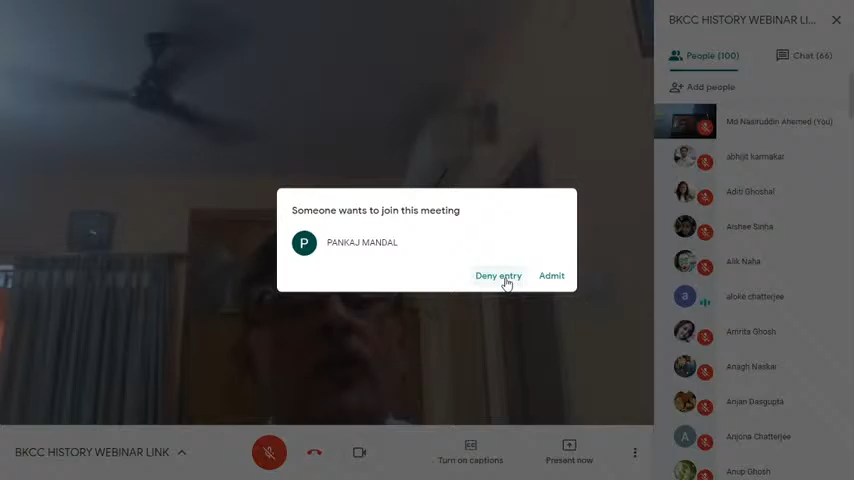 BKCC HISTORY WEBINAR LI...
People (100)
Chat (66)
Add people
Md Nasiruddin Ahemed (You)
abhijit karmakar
Aditi Ghoshal
Aishee Sinha
Alik Naha
a
aloke chatterjee
Amrita Ghosh
Anagh Naskar
Anjan Dasgupta
A
Anjona Chatterjee
Anup Ghosh
Someone wants to join this meeting
P
PANKAJ MANDAL
Deny entry
Admit
BKCC HISTORY WEBINAR LINK
Turn on captions
Present now